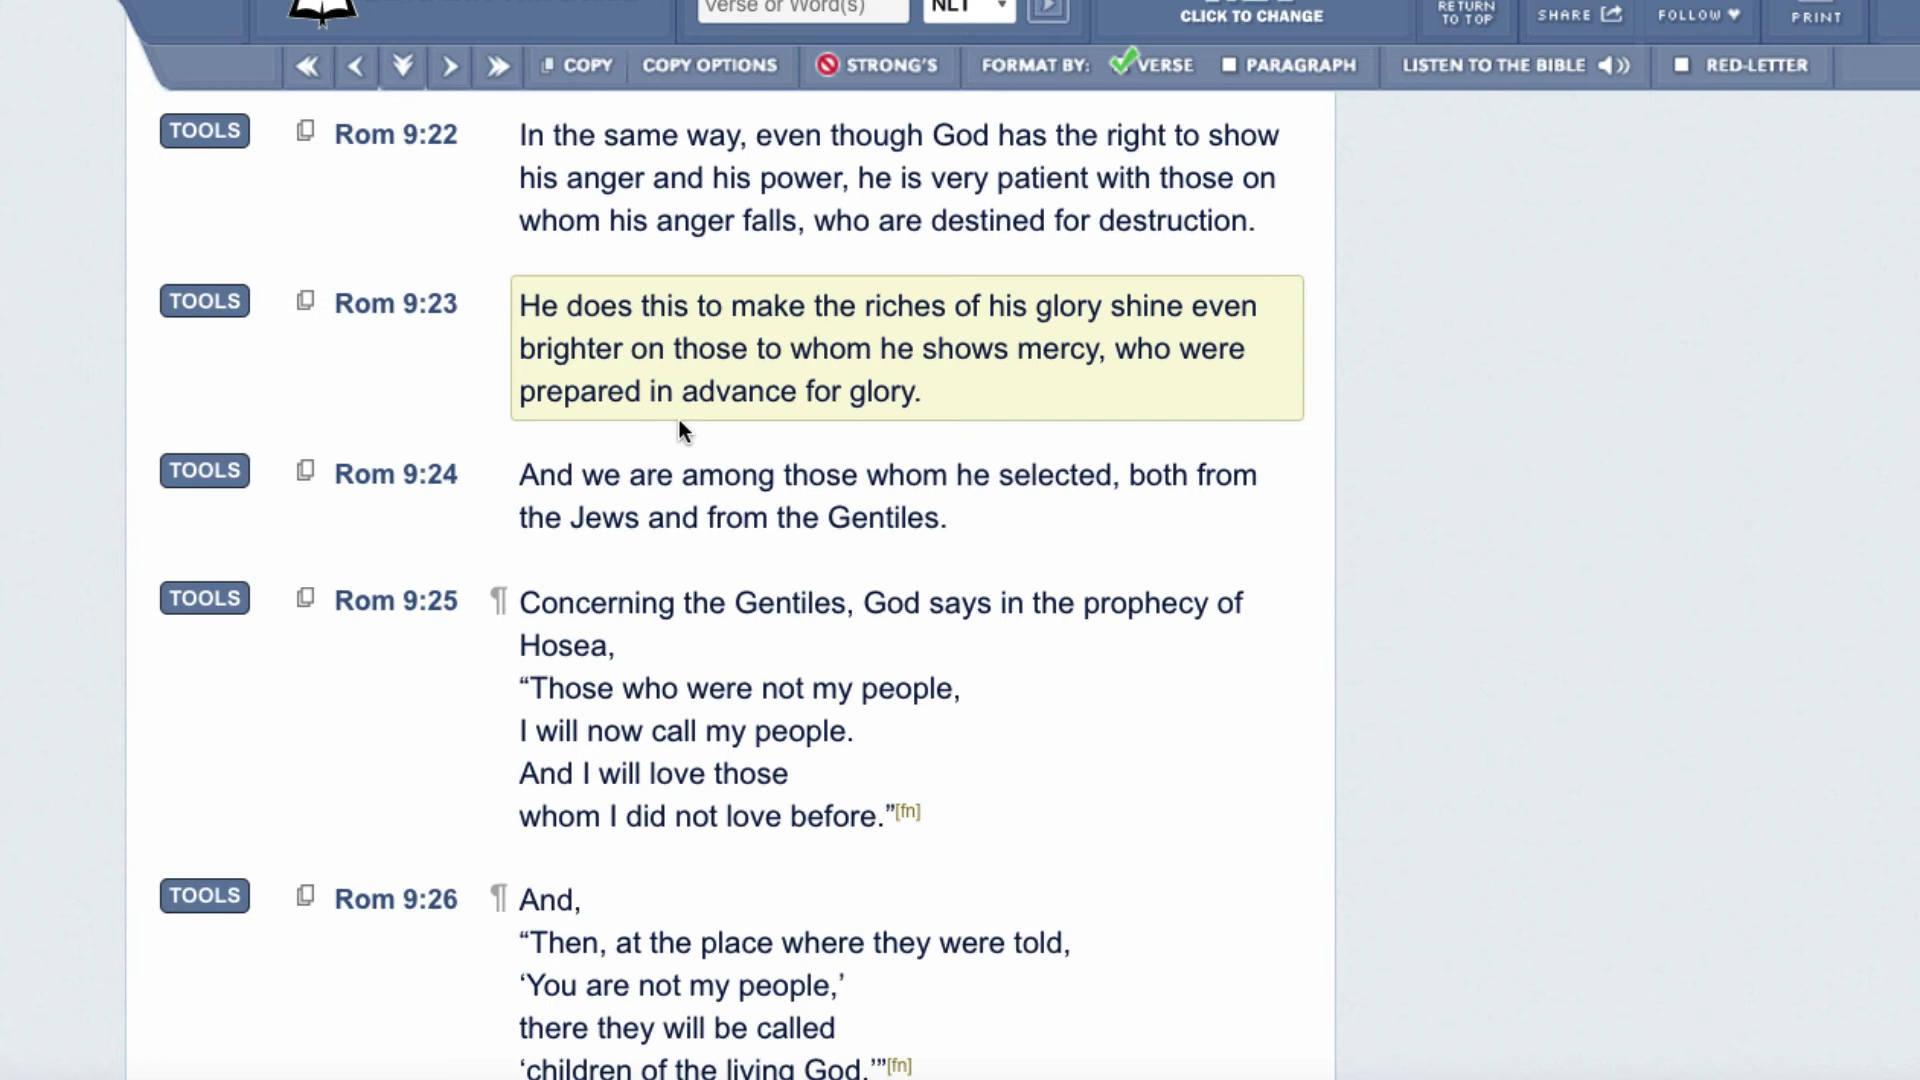 Verse or Word(s)
NLT
CLICK TO CHANGE
RETURN
TO TOP
SHARE
FOLLOW
PRINT
COPY
COPY OPTIONS
STRONG'S
FORMAT BY:
VERSE
PARAGRAPH
LISTEN TO THE BIBLE
RED-LETTER
TOOLS Rom 9:22 In the same way, even though God has the right to show
his anger and his power, he is very patient with those on
whom his anger falls, who are destined for destruction.
TOOLS Rom 9:23 He does this to make the riches of his glory shine even
brighter on those to whom he shows mercy, who were
prepared in advance for glory.
TOOLS Rom 9:24 And we are among those whom he selected, both from
the Jews and from the Gentiles.
TOOLS Rom 9:25 ¶ Concerning the Gentiles, God says in the prophecy of
Hosea,
“Those who were not my people,
I will now call my people.
And I will love those
whom I did not love before.”[fn]
TOOLS Rom 9:26 ¶ And,
“Then, at the place where they were told,
‘You are not my people,’
there they will be called
‘children of the living God.’”[fn]